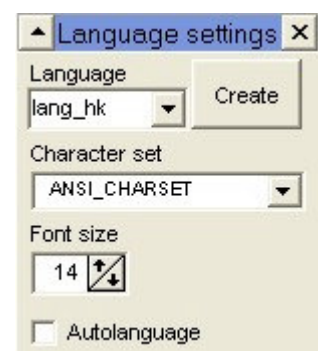 Language settings
Language
lang_hk
Create
Character set
ANSI_CHARSET
Font size
14
Autolanguage